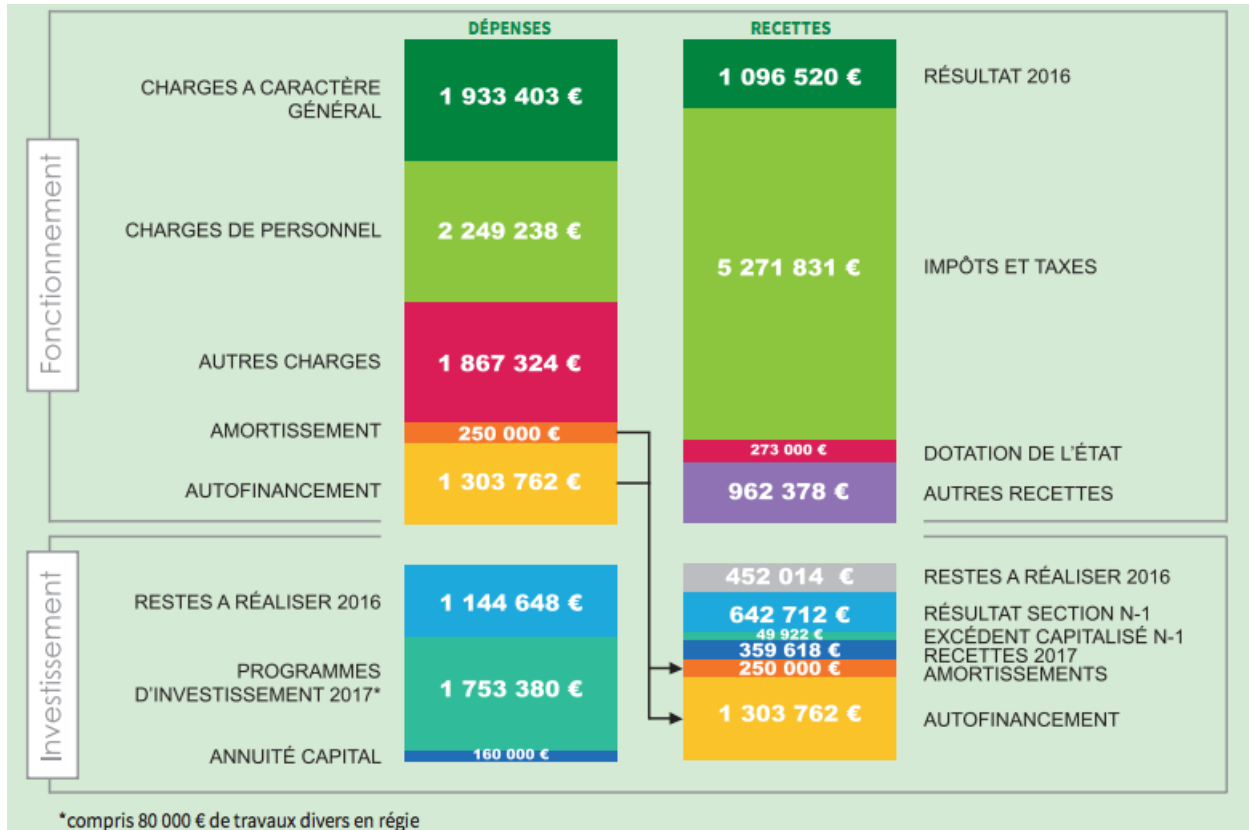 DÉPENSES
RECETTES
Fonctionnement
CHARGES A CARACTÈRE
GÉNÉRAL
1 933 403 €
1 096 520 €
RÉSULTAT 2016
CHARGES DE PERSONNEL
2 249 238 €
5 271 831 €
IMPÔTS ET TAXES
AUTRES CHARGES
1 867 324 €
AMORTISSEMENT
250 000 €
273 000 €
DOTATION DE L'ÉTAT
AUTOFINANCEMENT
1 303 762 €
962 378 €
AUTRES RECETTES
Investissement
RESTES A RÉALISER 2016
1 144 648 €
452 014 €
RESTES A RÉALISER 2016
642 712 €
RÉSULTAT SECTION N-1
49 922 €
EXCÉDENT CAPITALISÉ N-1
PROGRAMMES
D'INVESTISSEMENT 2017*
1 753 380 €
359 618 €
RECETTES 2017
250 000 €
AMORTISSEMENTS
1 303 762 €
AUTOFINANCEMENT
ANNUITÉ CAPITAL
160 000 €
*compris 80 000 € de travaux divers en régie